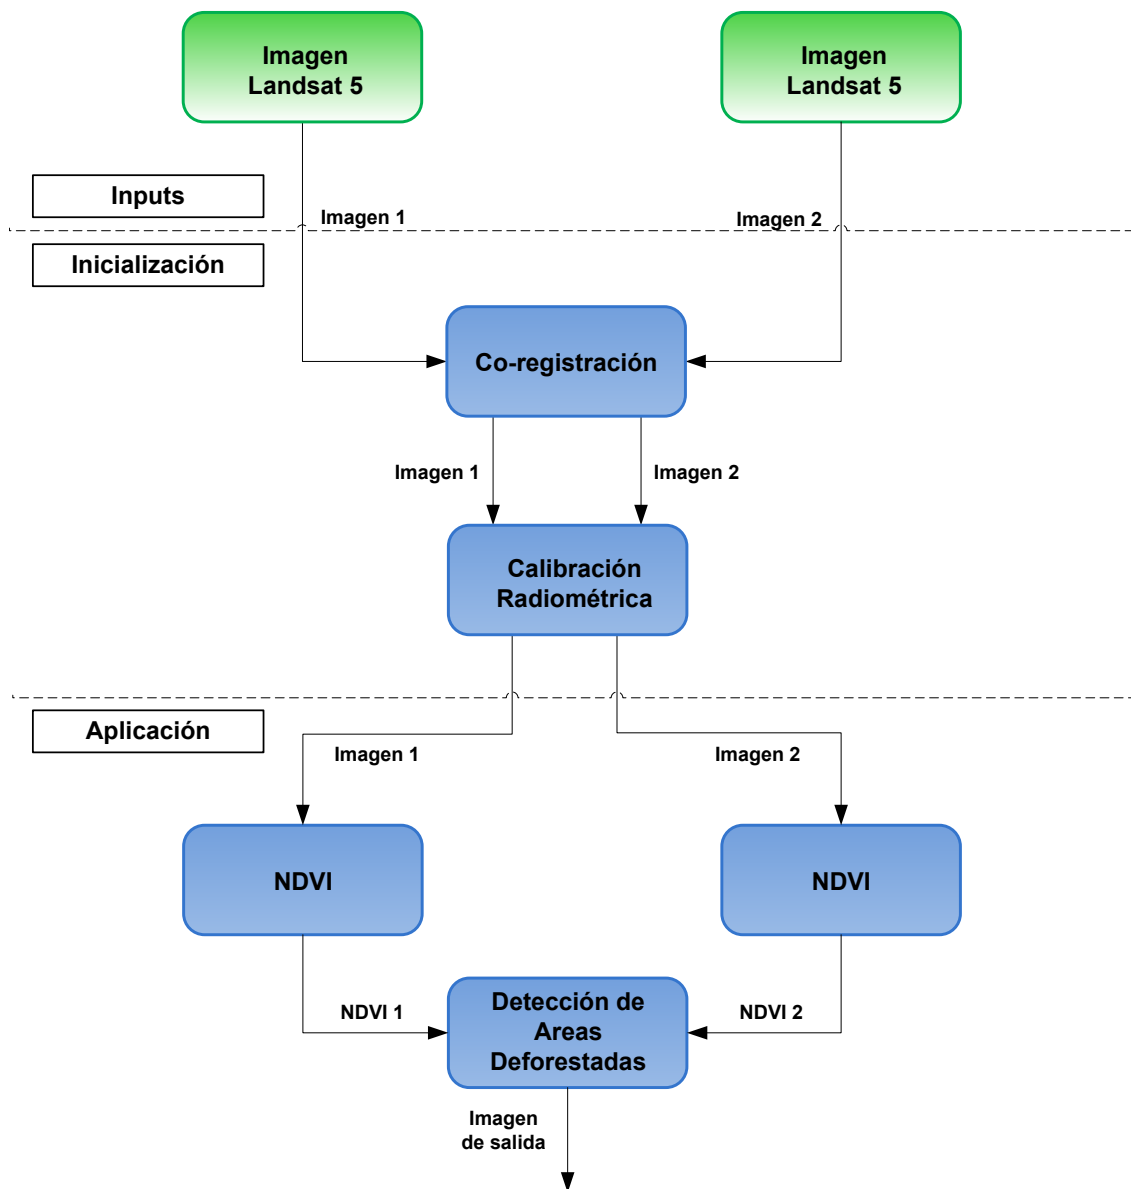 Imagen
Landsat 5
Imagen
Landsat 5
Inputs
Imagen 1
Imagen 2
Inicialización
Co-registración
Imagen 1
Imagen 2
Calibración
Radiométrica
Aplicación
Imagen 1
Imagen 2
NDVI
NDVI
NDVI 1
Detección de
Areas
Deforestadas
NDVI 2
Imagen
de salida